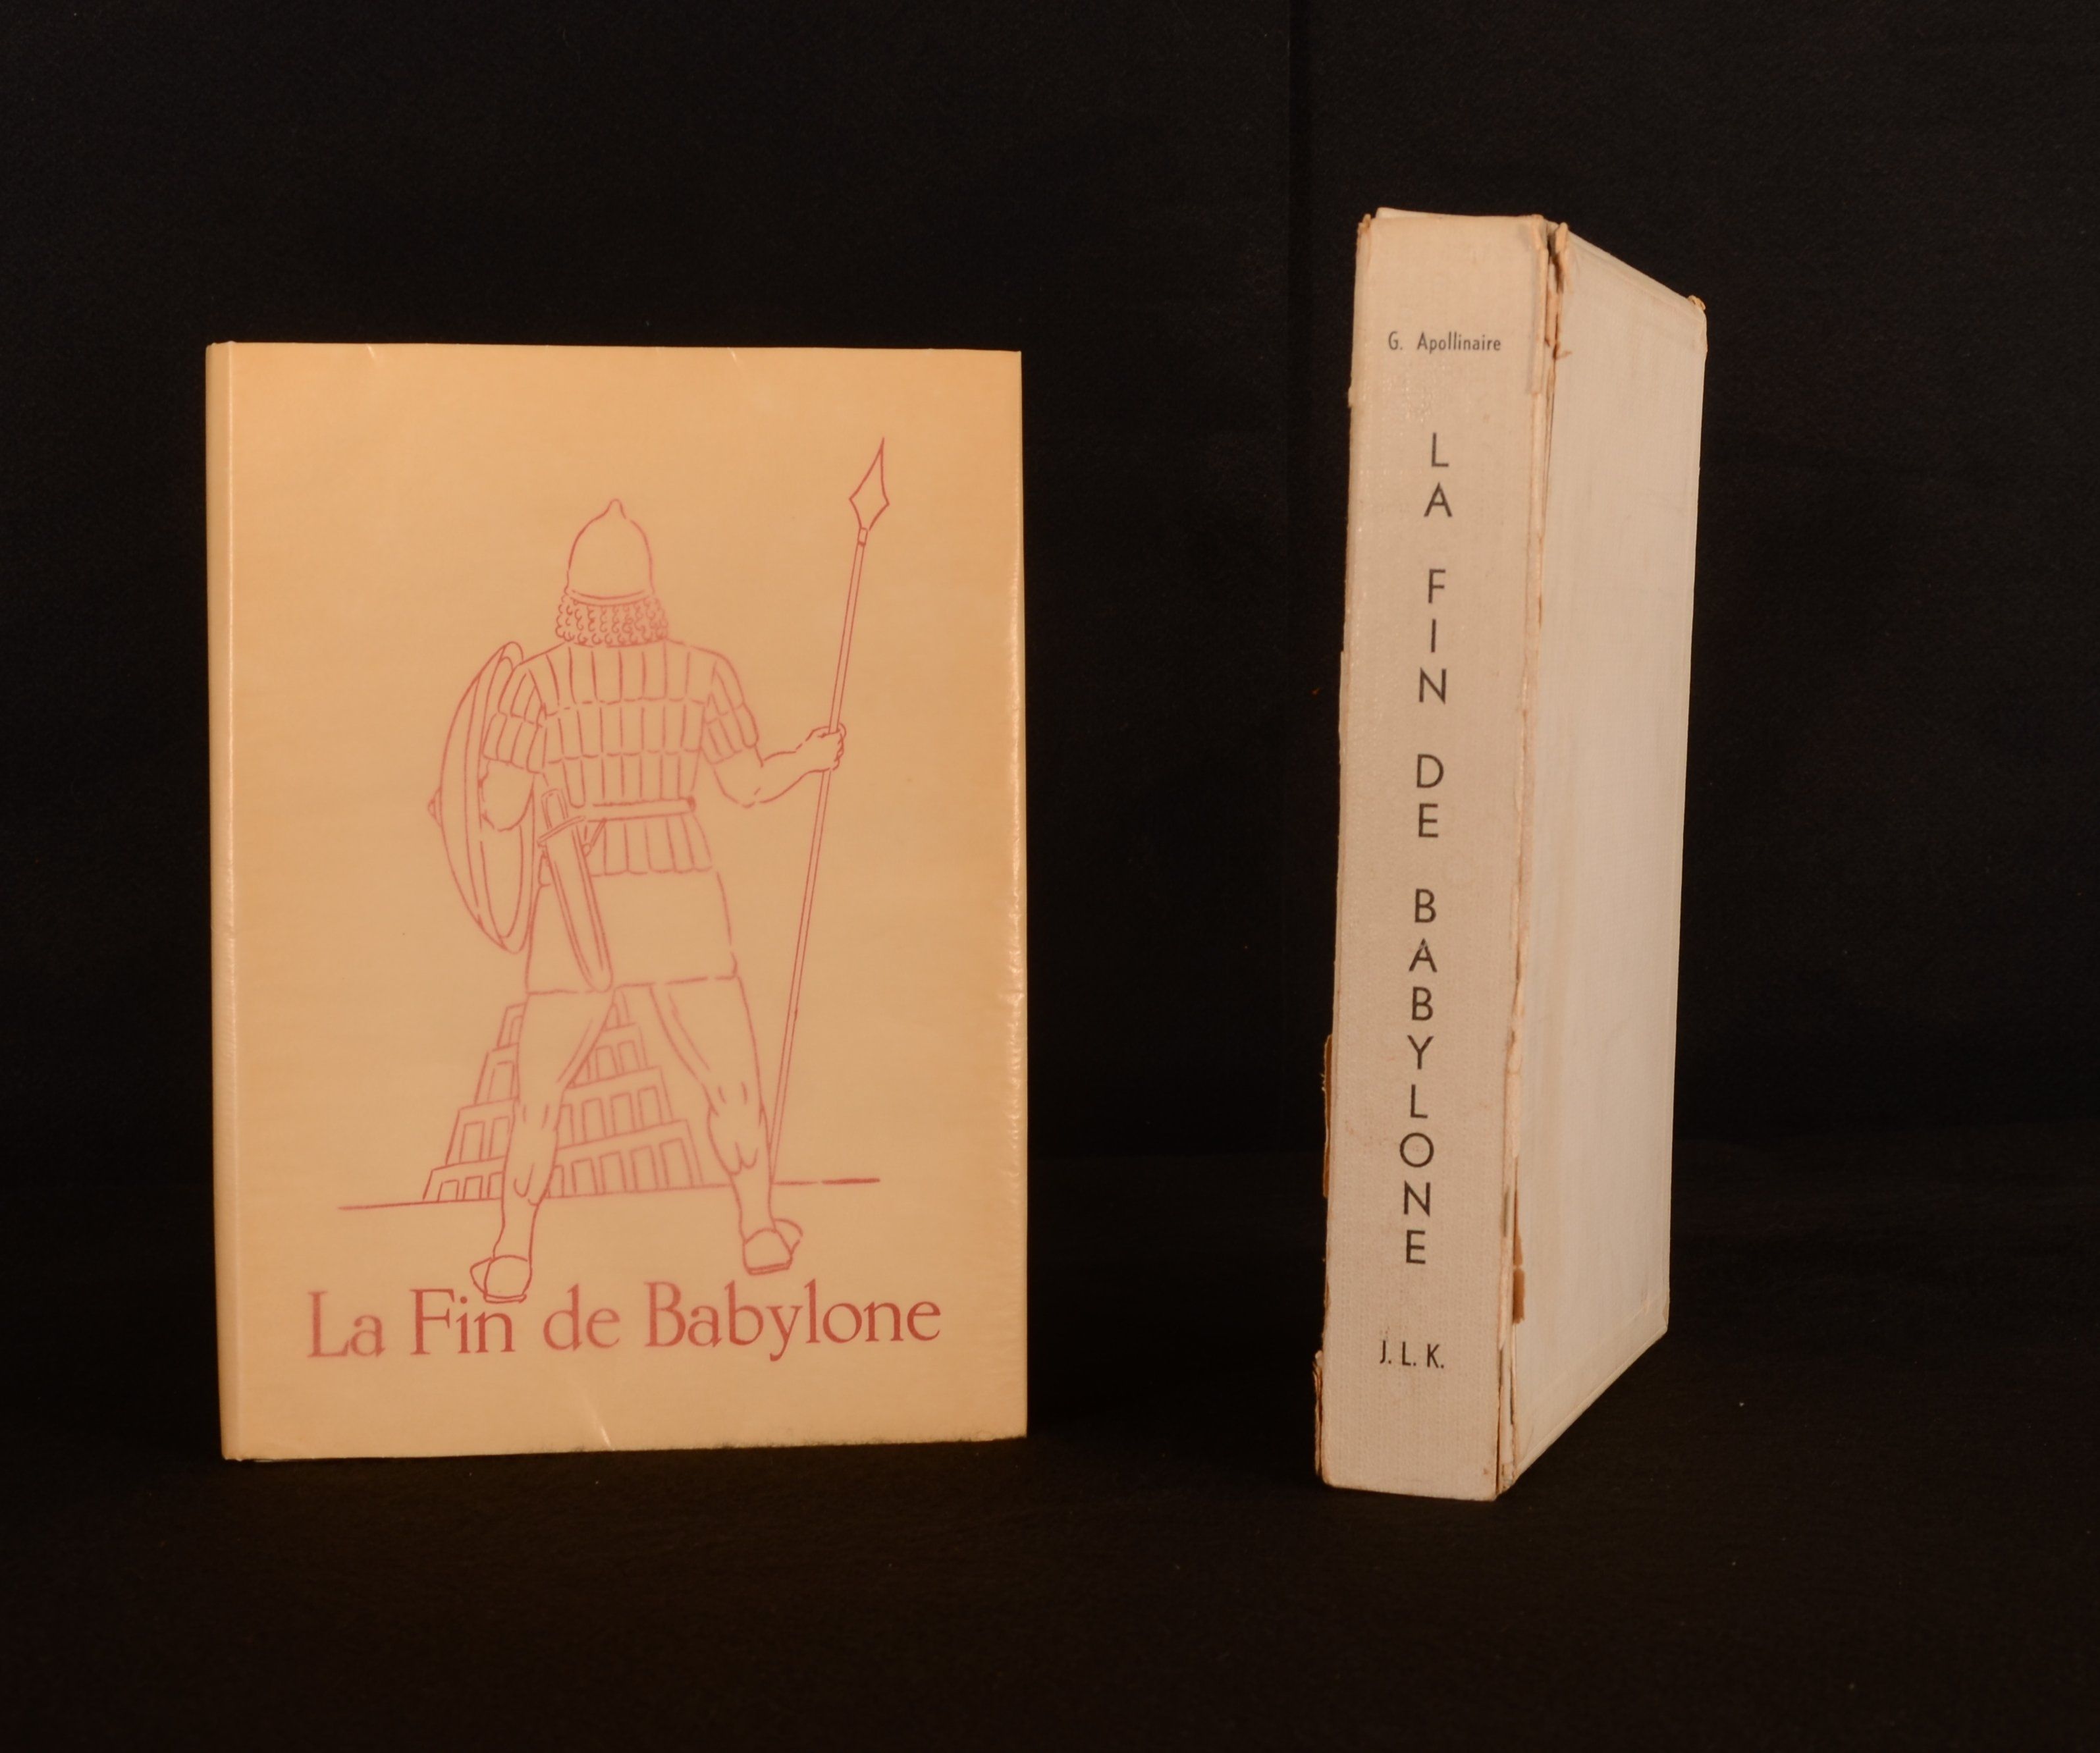 La Fin de Babylone
G. Apollinaire
LA FIN DE BABYLONE
J. L. K.